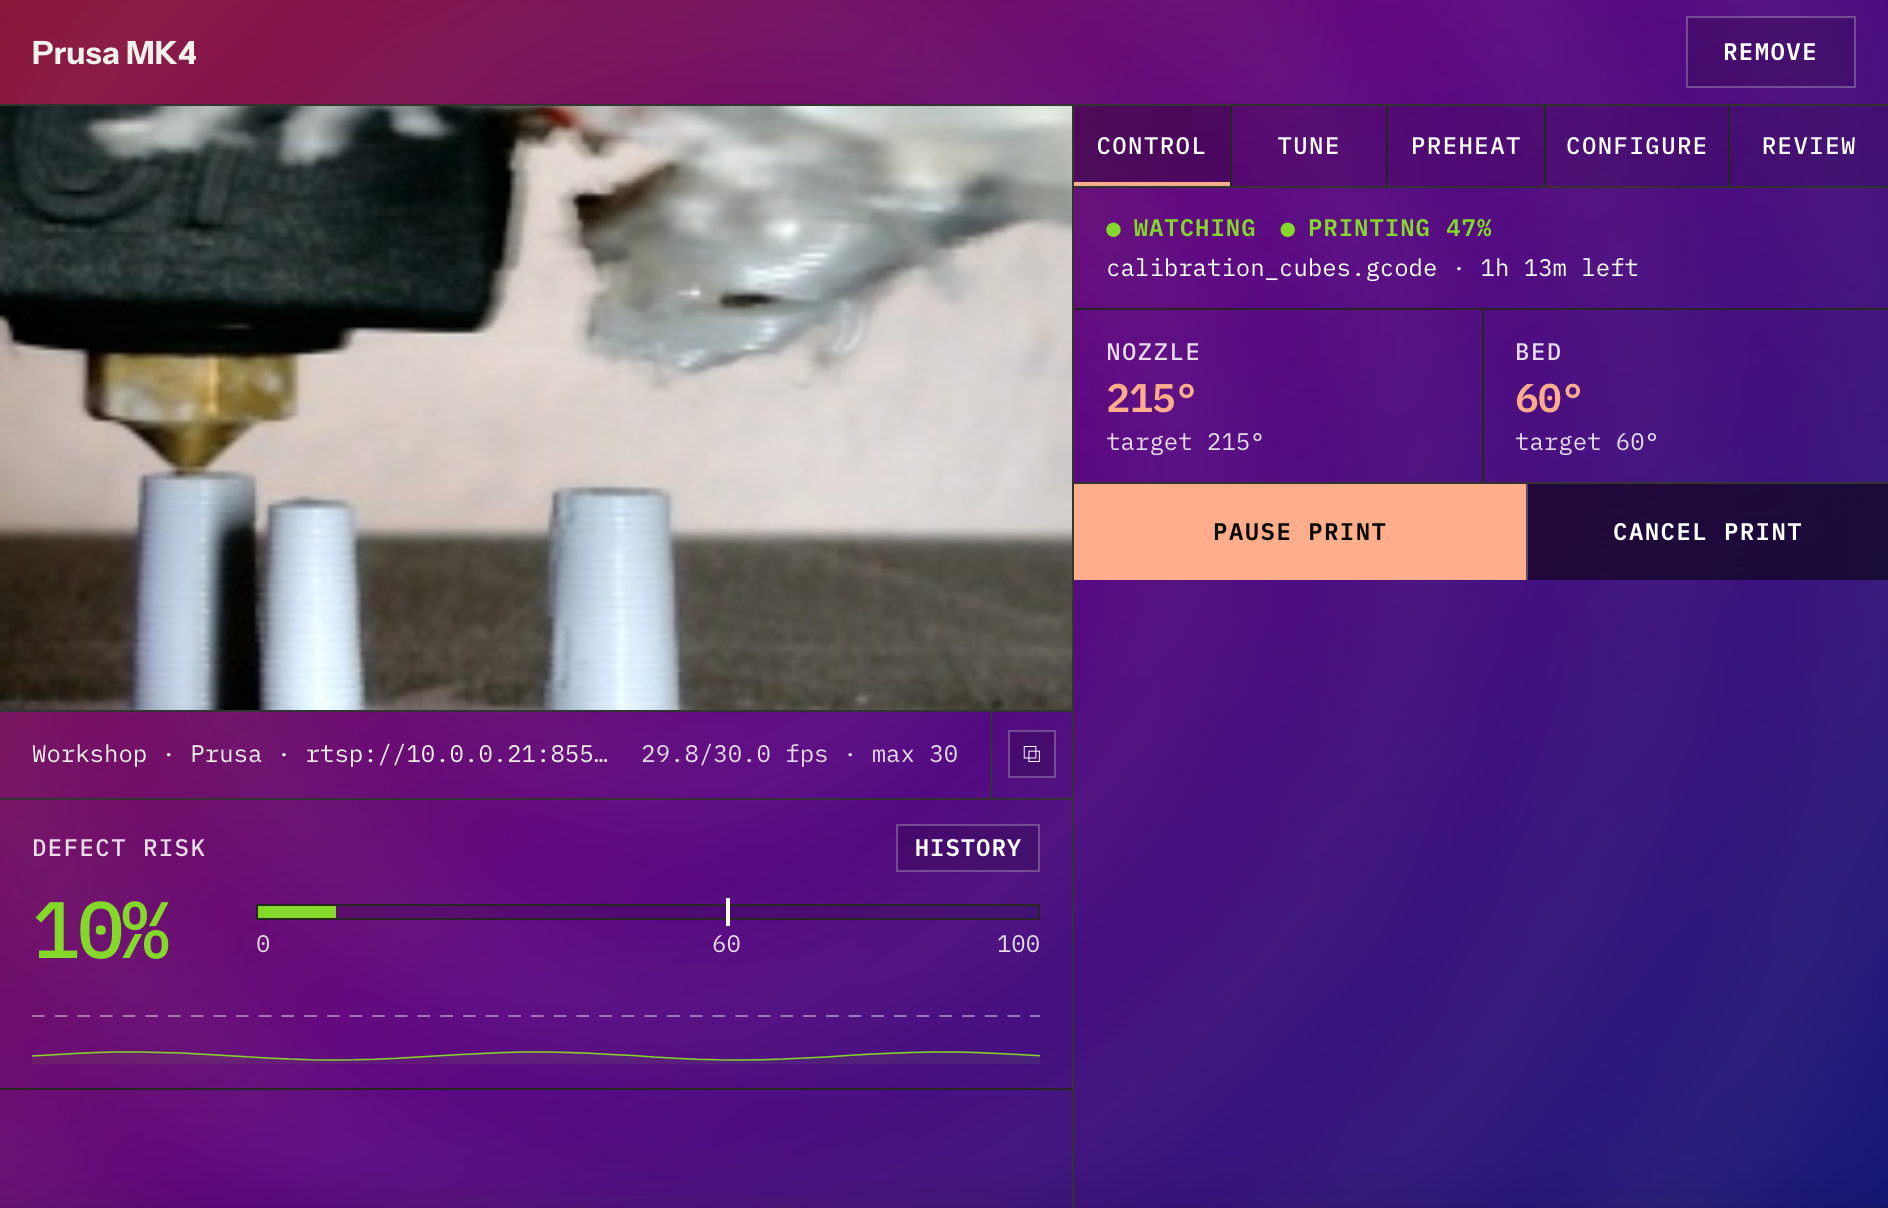 Prusa MK4
REMOVE
CONTROL
TUNE
PREHEAT
CONFIGURE
REVIEW
● WATCHING ● PRINTING 47%
calibration_cubes.gcode · 1h 13m left
NOZZLE
215°
target 215°
BED
60°
target 60°
PAUSE PRINT
CANCEL PRINT
Workshop · Prusa · rtsp://10.0.0.21:855… 29.8/30.0 fps · max 30
DEFECT RISK
HISTORY
10%
0
60
100